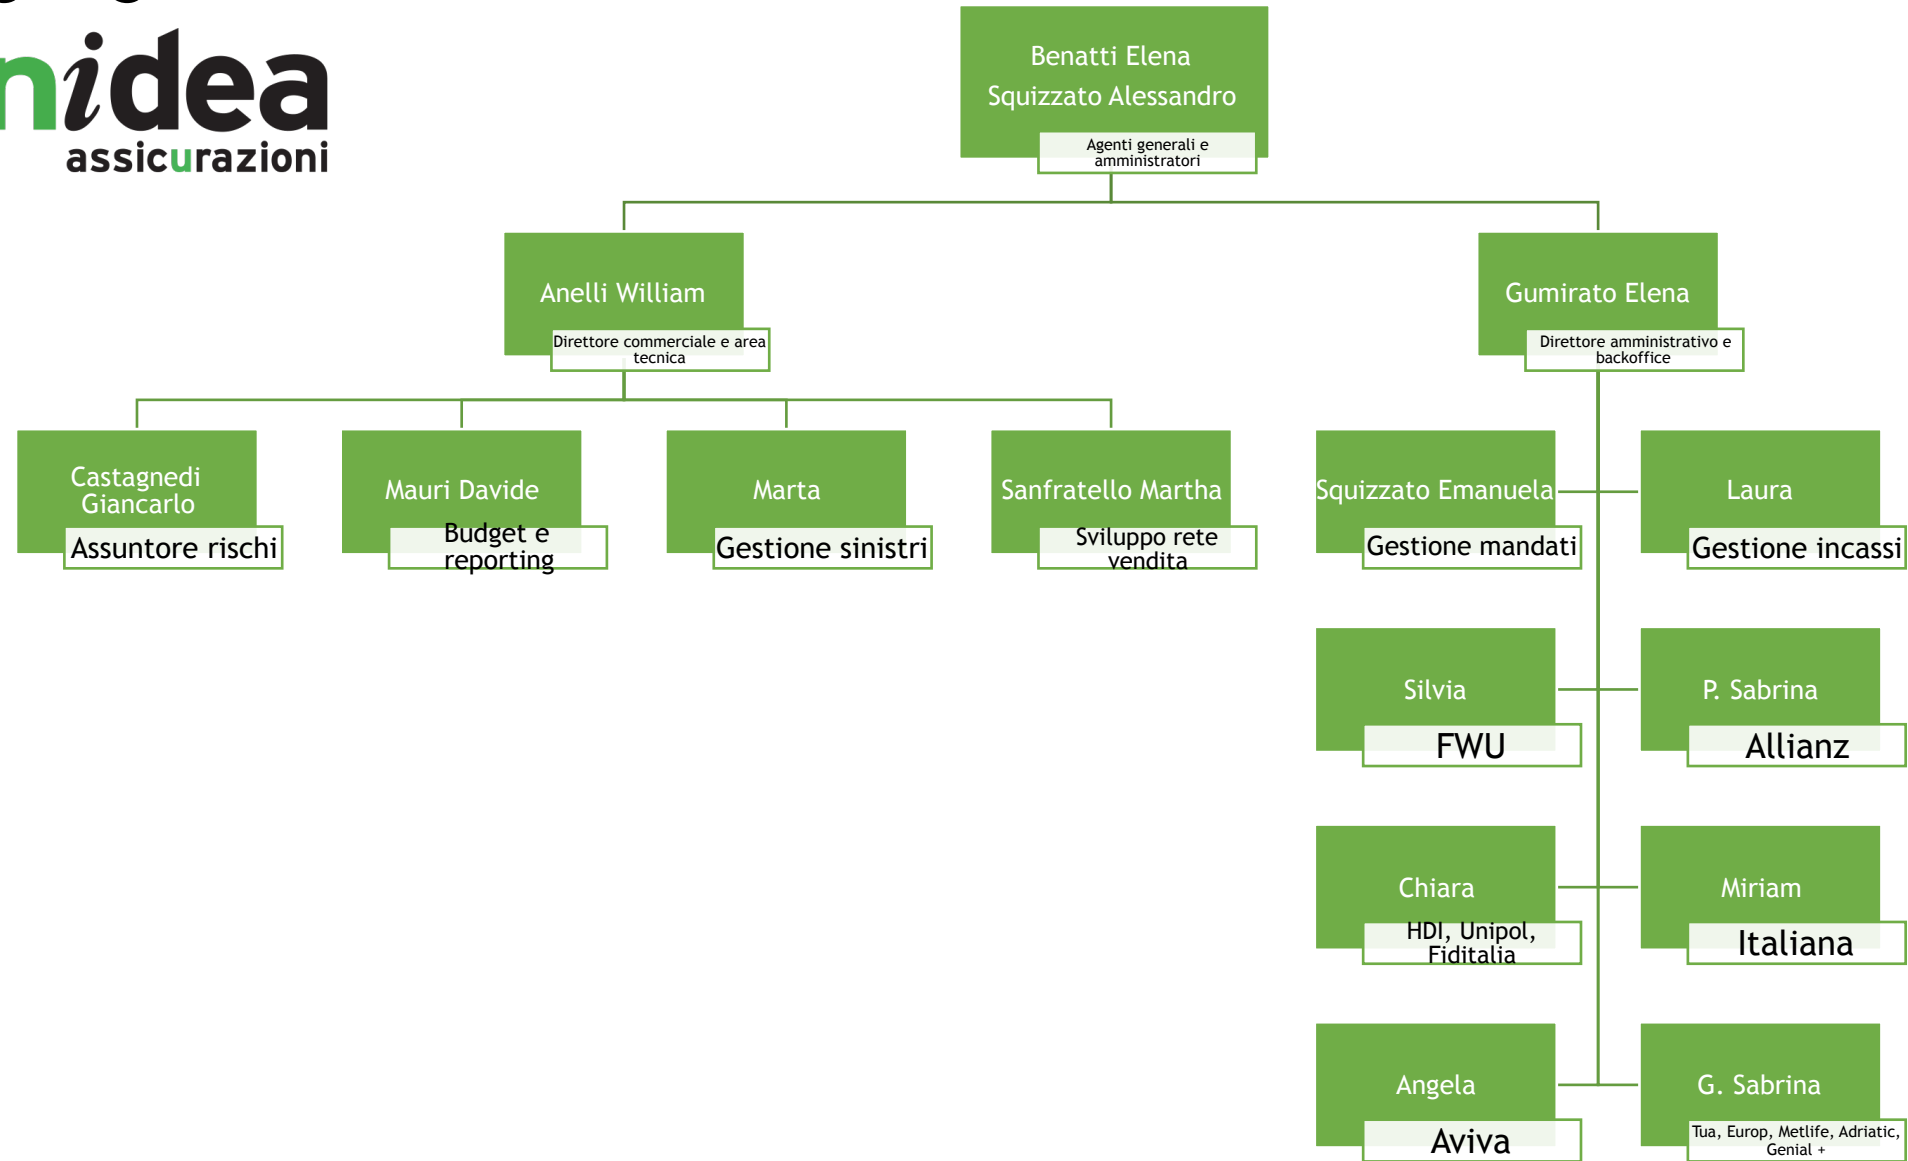 nidea
assicurazioni
Benatti Elena
Squizzato Alessandro
Agenti generali e
amministratori
Anelli William
Direttore commerciale e area
tecnica
Gumirato Elena
Direttore amministrativo e
backoffice
Castagnedi
Giancarlo
Assuntore rischi
Mauri Davide
Budget e
reporting
Marta
Gestione sinistri
Sanfratello Martha
Sviluppo rete
vendita
Squizzato Emanuela
Gestione mandati
Laura
Gestione incassi
Silvia
FWU
P. Sabrina
Allianz
Chiara
HDI, Unipol,
Fiditalia
Miriam
Italiana
Angela
Aviva
G. Sabrina
Tua, Europ, Metlife, Adriatic,
Genial +